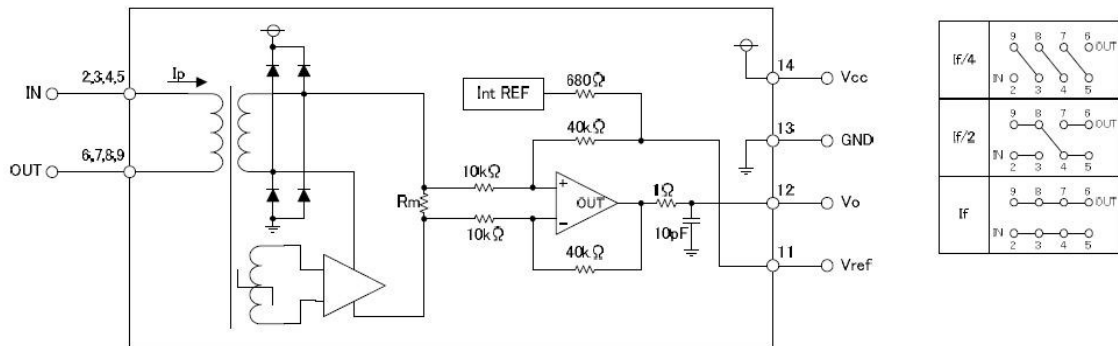 IN
2,3,4,5
Ip
OUT
6,7,8,9
Rm
10kΩ
10kΩ
Int REF
680Ω
40kΩ
+
OUT
−
40kΩ
1Ω
10pF
14
Vcc
13
GND
12
Vo
11
Vref
If/4
9 8 7 6
OUT
IN
2 3 4 5
If/2
9 8 7 6
OUT
IN
2 3 4 5
If
9 8 7 6
OUT
IN
2 3 4 5